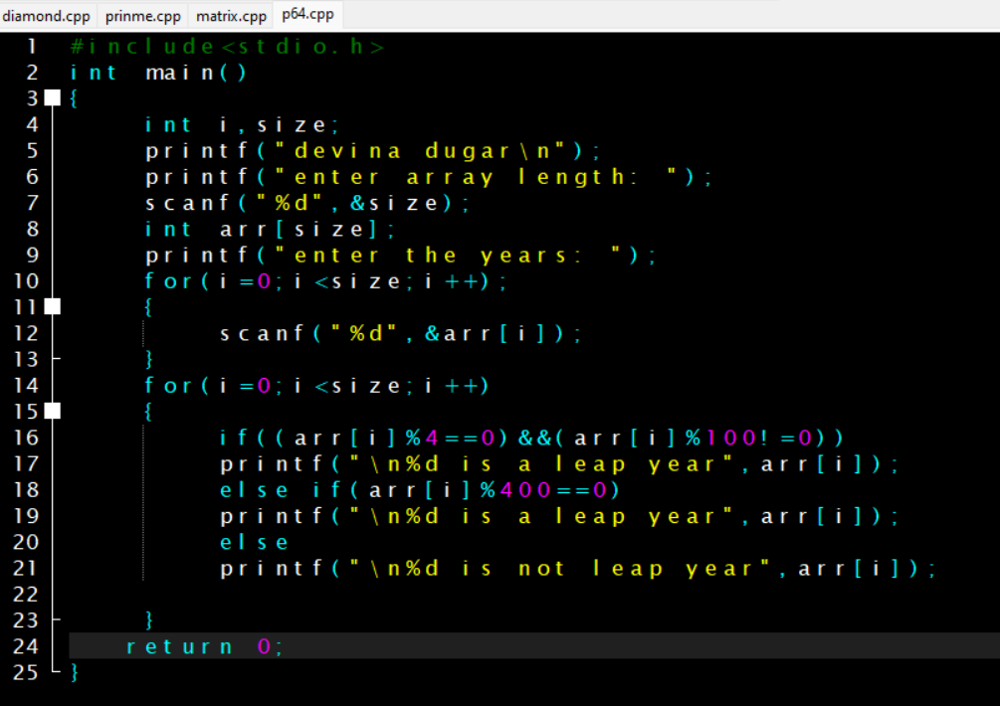 diamond.cpp prinme.cpp matrix.cpp p64.cpp
1 #include<stdio.h>
2 int main()
3 {
4 int i,size;
5 printf("devina dugar\n");
6 printf("enter array length: ");
7 scanf("%d",&size);
8 int arr[size];
9 printf("enter the years: ");
10 for(i=0;i<size;i++);
11 {
12 scanf("%d",&arr[i]);
13 }
14 for(i=0;i<size;i++)
15 {
16 if((arr[i]%4==0)&&(arr[i]%100!=0))
17 printf("\n%d is a leap year",arr[i]);
18 else if(arr[i]%400==0)
19 printf("\n%d is a leap year",arr[i]);
20 else
21 printf("\n%d is not leap year",arr[i]);
22
23 }
24 return 0;
25 }